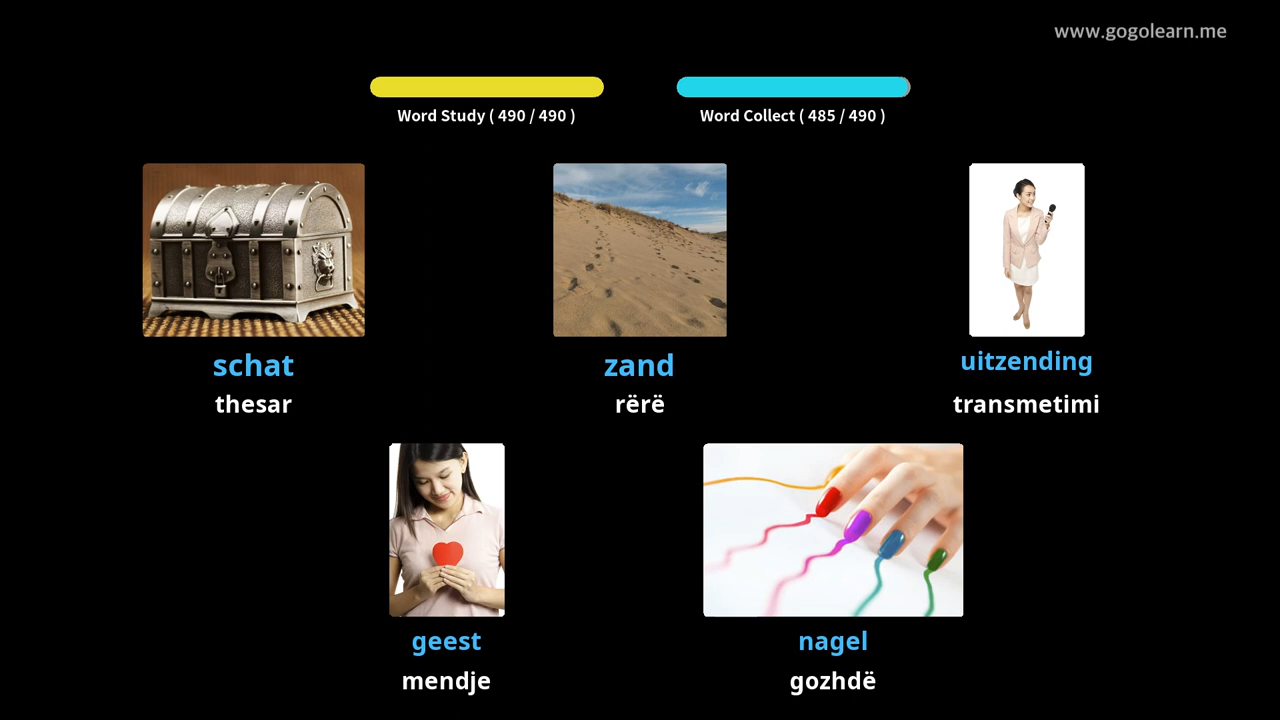 www.gogolearn.me
Word Study ( 490 / 490 )
Word Collect ( 485 / 490 )
schat
zand
uitzending
thesar
rërë
transmetimi
geest
nagel
mendje
gozhdë